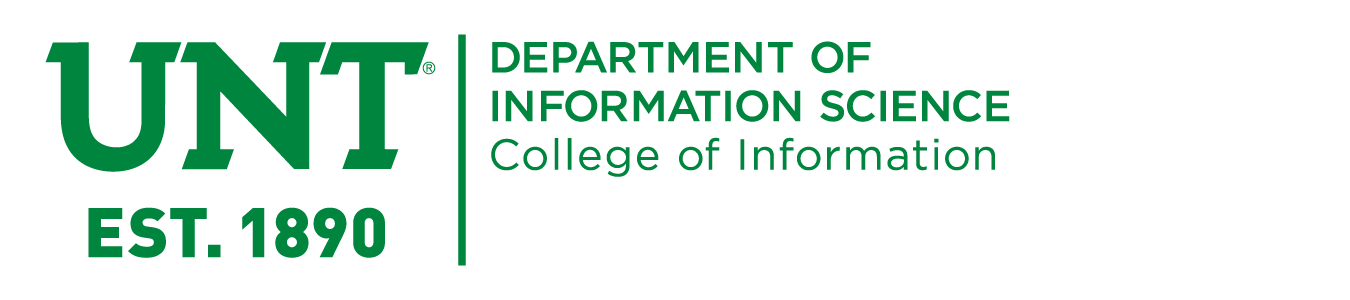 UNT®
EST. 1890
DEPARTMENT OF
INFORMATION SCIENCE
College of Information